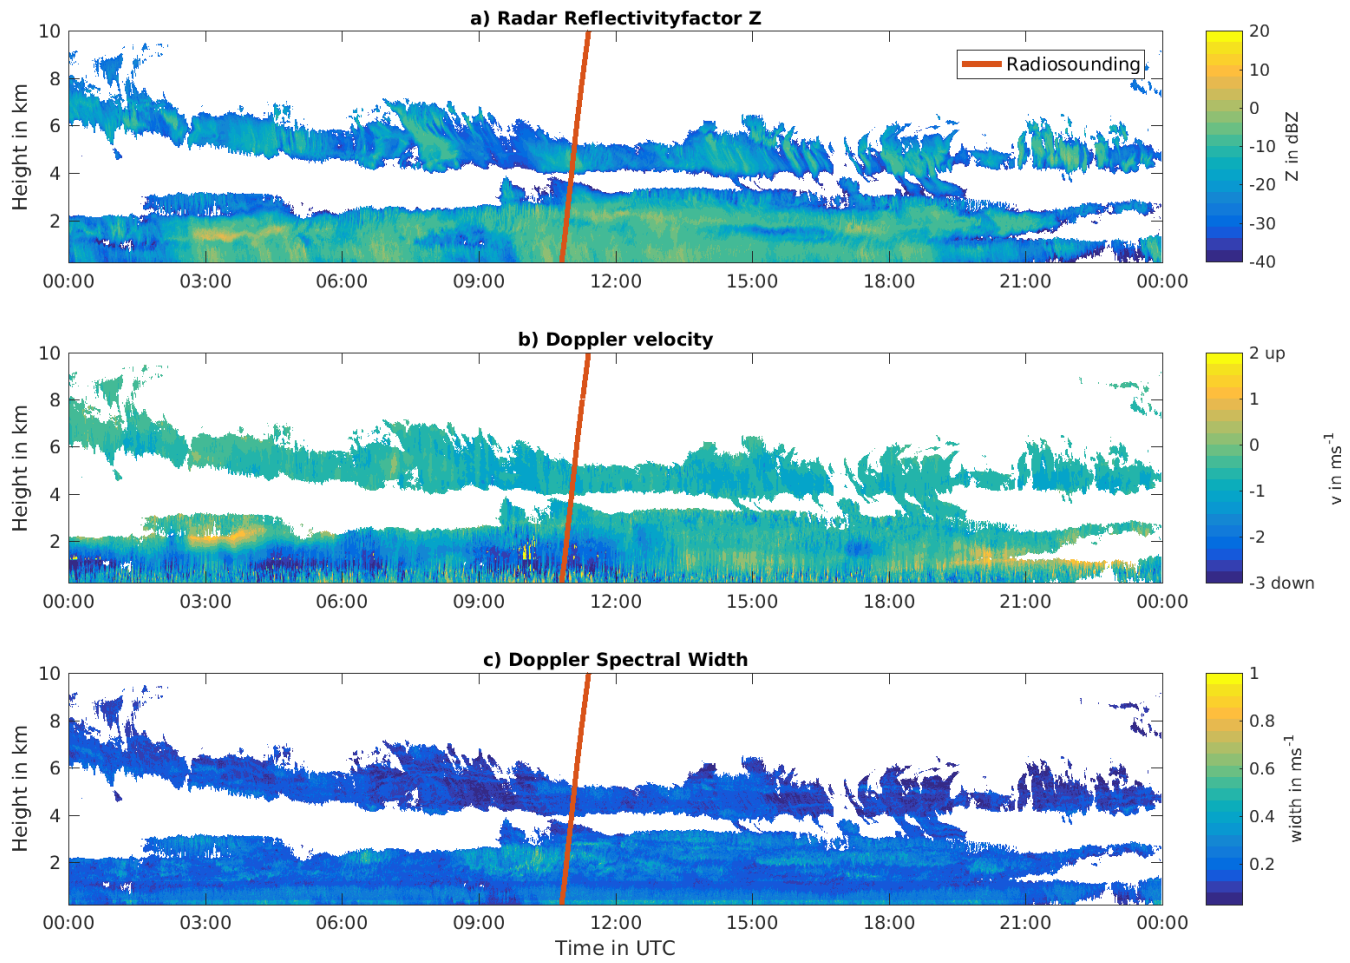 a) Radar Reflectivityfactor Z
10
8
6
4
2
Height in km
Radiosounding
00:00 03:00 06:00 09:00 12:00 15:00 18:00 21:00 00:00
20
10
0
-10
-20
-30
-40
Z in dBZ
b) Doppler velocity
10
8
6
4
2
Height in km
00:00 03:00 06:00 09:00 12:00 15:00 18:00 21:00 00:00
2 up
1
0
-1
-2
-3 down
v in ms-1
c) Doppler Spectral Width
10
8
6
4
2
Height in km
00:00 03:00 06:00 09:00 12:00 15:00 18:00 21:00 00:00
Time in UTC
1
0.8
0.6
0.4
0.2
width in ms-1